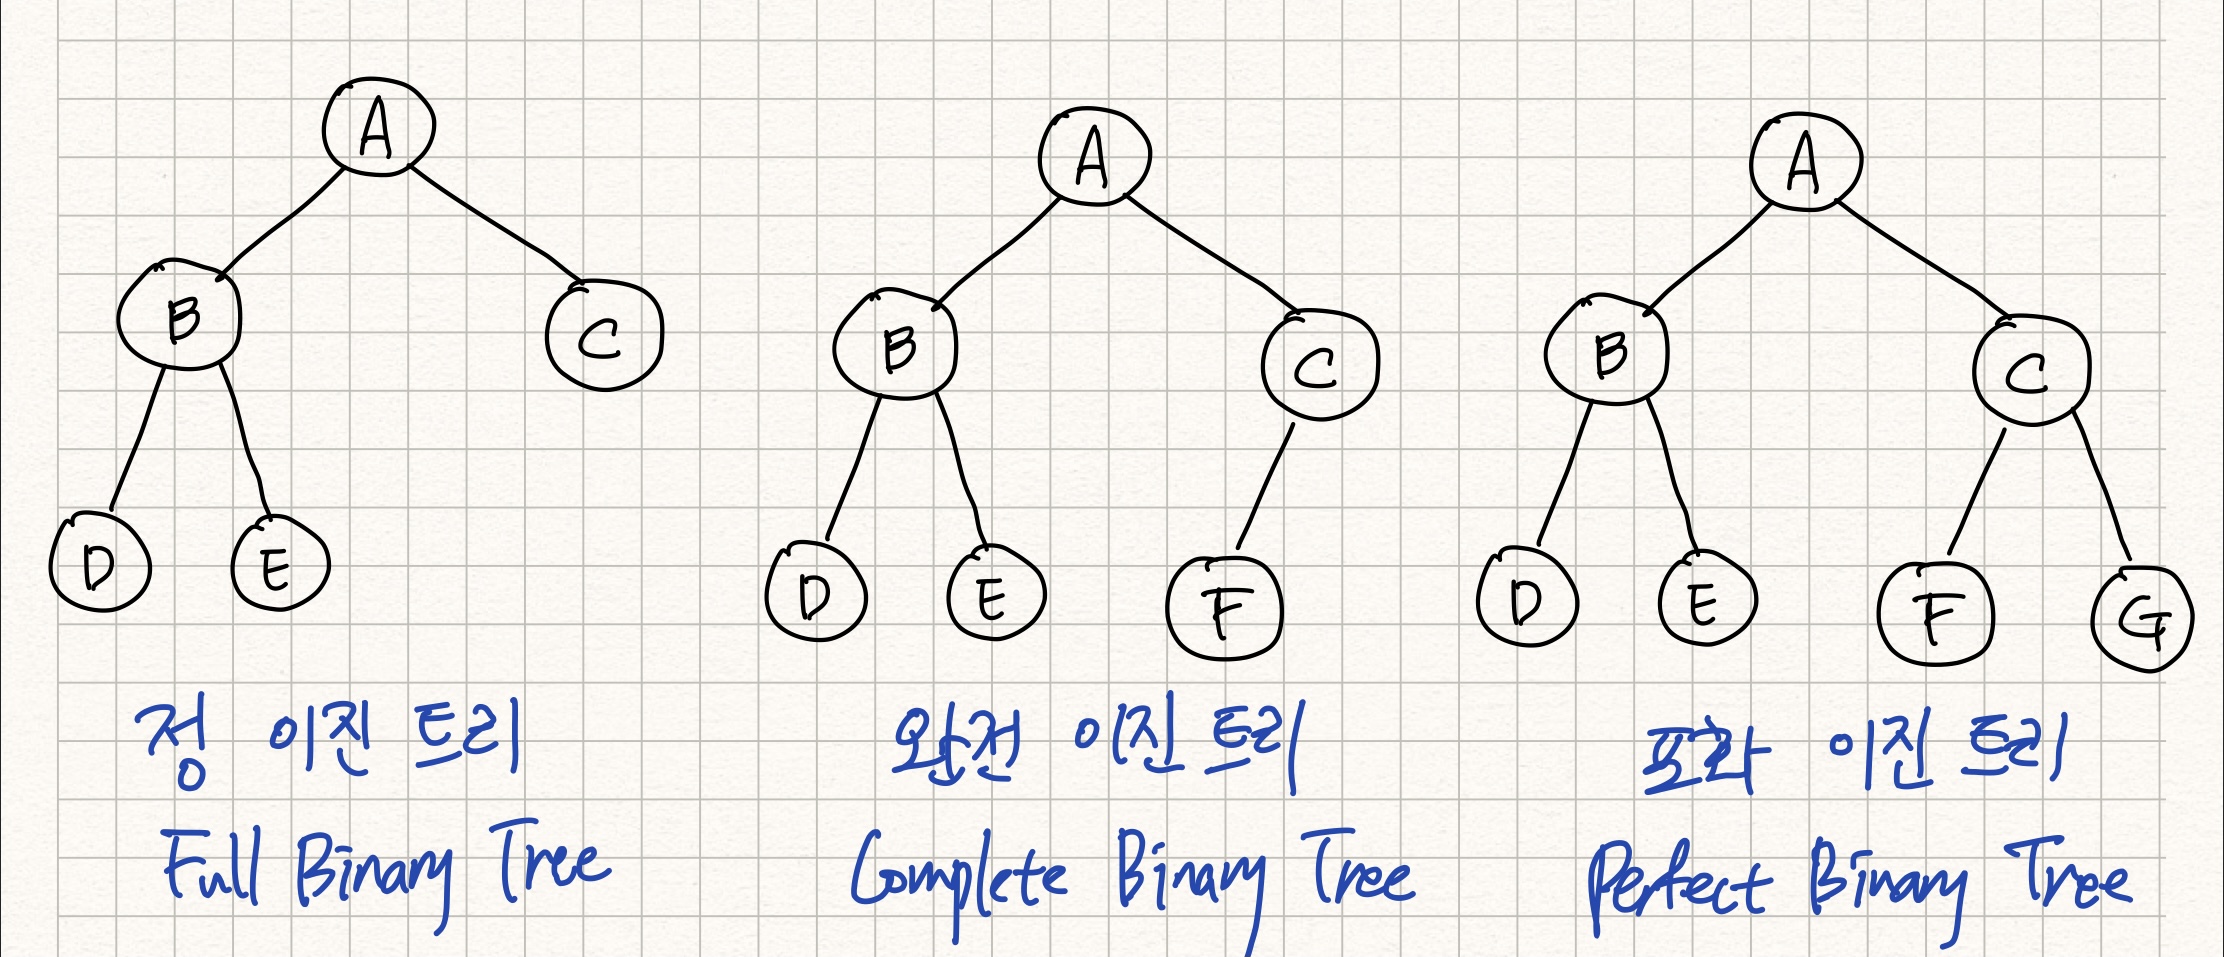 A
A
A
B
C
B
C
B
C
D
E
D
E
F
D
E
F
G
정 이진 트리
완전 이진 트리
포화 이진 트리
Full Binary Tree
Complete Binary Tree
Perfect Binary Tree